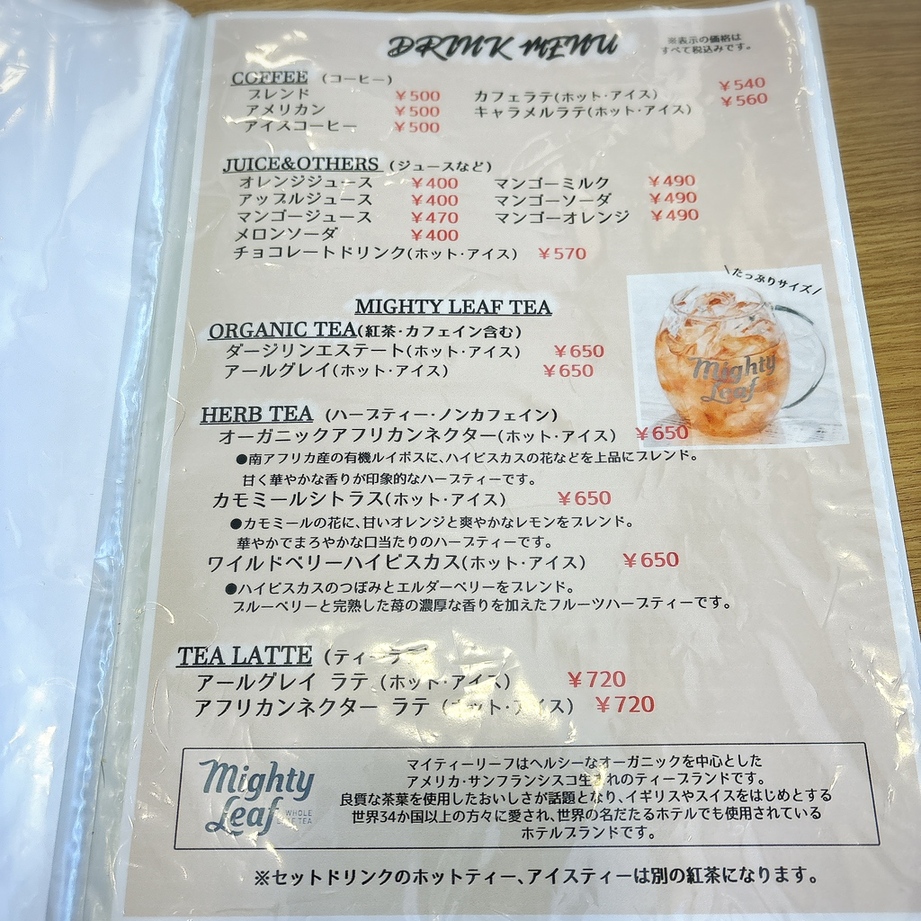 DRINK MENU
※表示の価格は
すべて税込みです。
COFFEE （コーヒー）
ブレンド ￥500 カフェラテ(ホット・アイス) ￥540
アメリカン ￥500 キャラメルラテ(ホット・アイス) ￥560
アイスコーヒー ￥500
JUICE&OTHERS （ジュースなど）
オレンジジュース ￥400 マンゴーミルク ￥490
アップルジュース ￥400 マンゴーソーダ ￥490
マンゴージュース ￥470 マンゴーオレンジ ￥490
メロンソーダ ￥400
チョコレートドリンク(ホット・アイス) ￥570
\たっぷりサイズ/
MIGHTY LEAF TEA
ORGANIC TEA(紅茶・カフェイン含む)
ダージリンエステート(ホット・アイス) ￥650
アールグレイ(ホット・アイス) ￥650
Mighty
Leaf
HERB TEA （ハーブティー・ノンカフェイン）
オーガニックアフリカンネクター(ホット・アイス) ￥650
●南アフリカ産の有機ルイボスに、ハイビスカスの花などを上品にブレンド。
甘く華やかな香りが印象的なハーブティーです。
カモミールシトラス(ホット・アイス) ￥650
●カモミールの花に、甘いオレンジと爽やかなレモンをブレンド。
華やかでまろやかな口当たりのハーブティーです。
ワイルドベリーハイビスカス(ホット・アイス) ￥650
●ハイビスカスのつぼみとエルダーベリーをブレンド。
ブルーベリーと完熟した苺の濃厚な香りを加えたフルーツハーブティーです。
TEA LATTE （ティーラテ
アールグレイ ラテ （ホット・アイス） ￥720
アフリカンネクター ラテ （ホット・アイス） ￥720
Mighty
Leaf
WHOLE
LEAF TEA
マイティーリーフはヘルシーなオーガニックを中心とした
アメリカ・サンフランシスコ生まれのティーブランドです。
良質な茶葉を使用したおいしさが話題となり、イギリスやスイスをはじめとする
世界34か国以上の方々に愛され、世界の名だたるホテルでも使用されている
ホテルブランドです。
※セットドリンクのホットティー、アイスティーは別の紅茶になります。